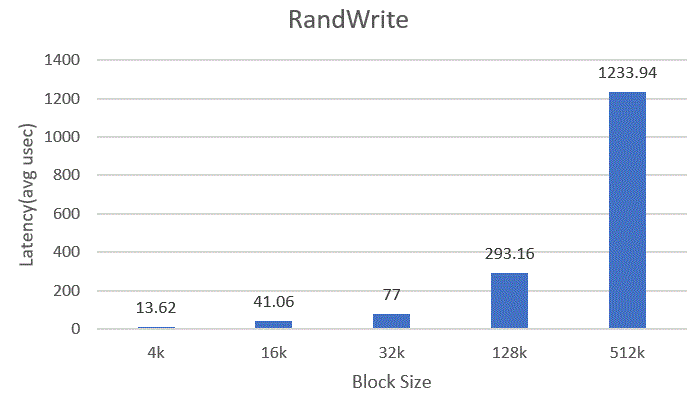 RandWrite
Latency(avg usec)
1400
1200
1000
800
600
400
200
0
13.62
41.06
77
293.16
1233.94
4k
16k
32k
128k
512k
Block Size